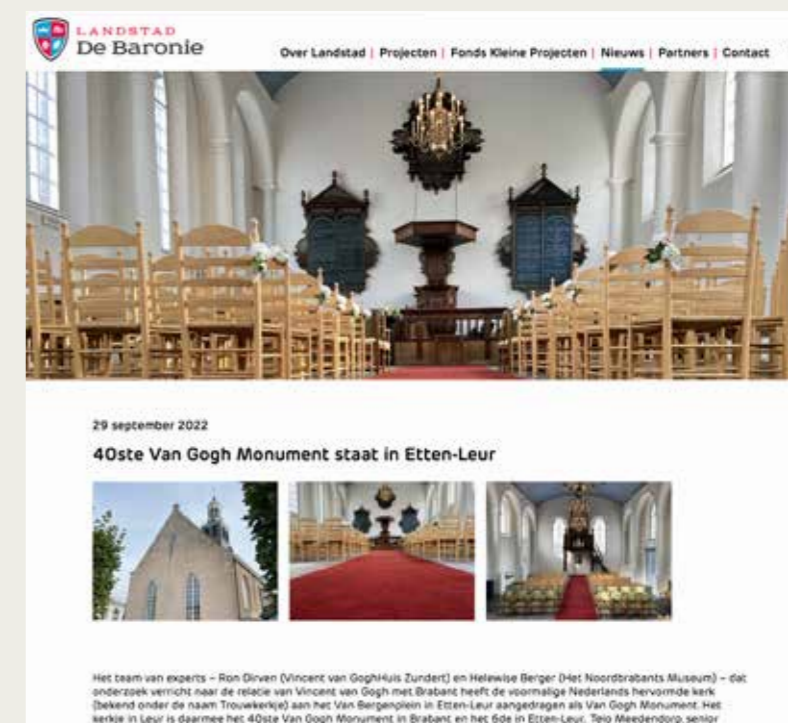 LANDSTAD
De Baronie
Over Landstad | Projecten | Fonds Kleine Projecten | Nieuws | Partners | Contact
29 september 2022
40ste Van Gogh Monument staat in Etten-Leur
Het team van experts – Ron Dirven (Vincent van GoghHuis Zundert) en Helewise Berger (Het Noordbrabants Museum) – dat
onderzoek verricht naar de relatie van Vincent van Gogh met Brabant heeft de voormalige Nederlands hervormde kerk
(bekend onder de naam Trouwkerkje) aan het Van Bergenplein in Etten-Leur aangedragen als Van Gogh Monument. Het
kerkje in Leur is daarmee het 40ste Van Gogh Monument in Brabant en het 6de in Etten-Leur. Teio Meedendorp, senior